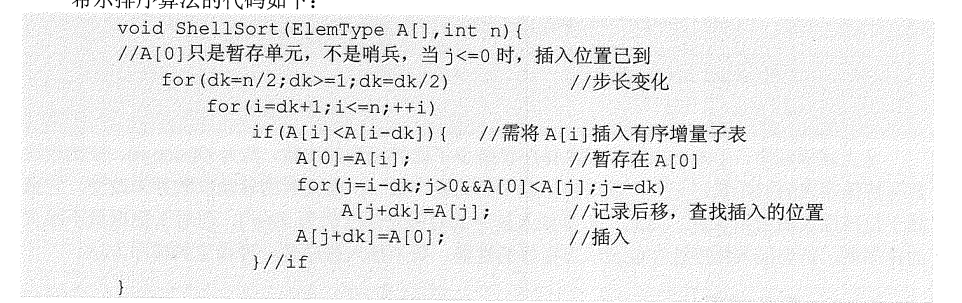 希尔排序算法的代码如下：
void ShellSort(ElemType A[],int n){
//A[0]只是暂存单元，不是哨兵，当j<=0时，插入位置已到
for(dk=n/2;dk>=1;dk=dk/2) //步长变化
for(i=dk+1;i<=n;++i)
if(A[i]<A[i-dk]){ //需将A[i]插入有序增量子表
A[0]=A[i]; //暂存在A[0]
for(j=i-dk;j>0&&A[0]<A[j];j-=dk)
A[j+dk]=A[j]; //记录后移，查找插入的位置
A[j+dk]=A[0]; //插入
}//if
}